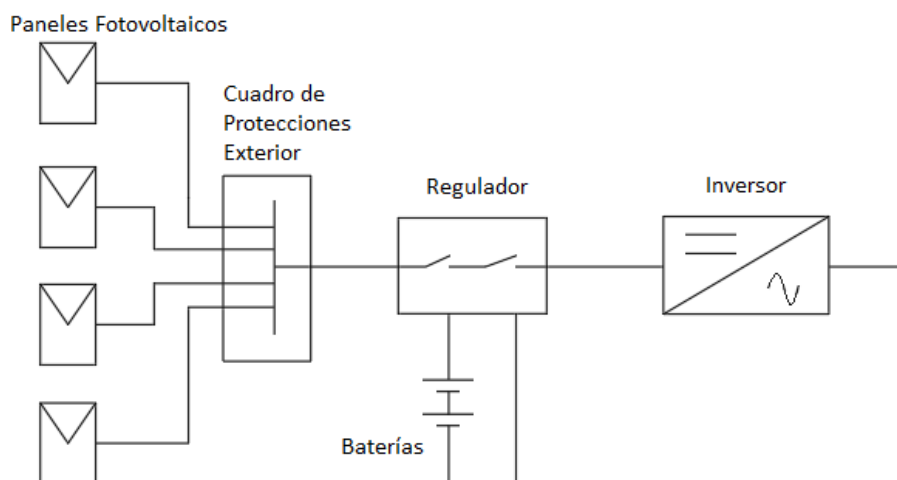 Paneles Fotovoltaicos
Cuadro de
Protecciones
Exterior
Regulador
Inversor
Baterías